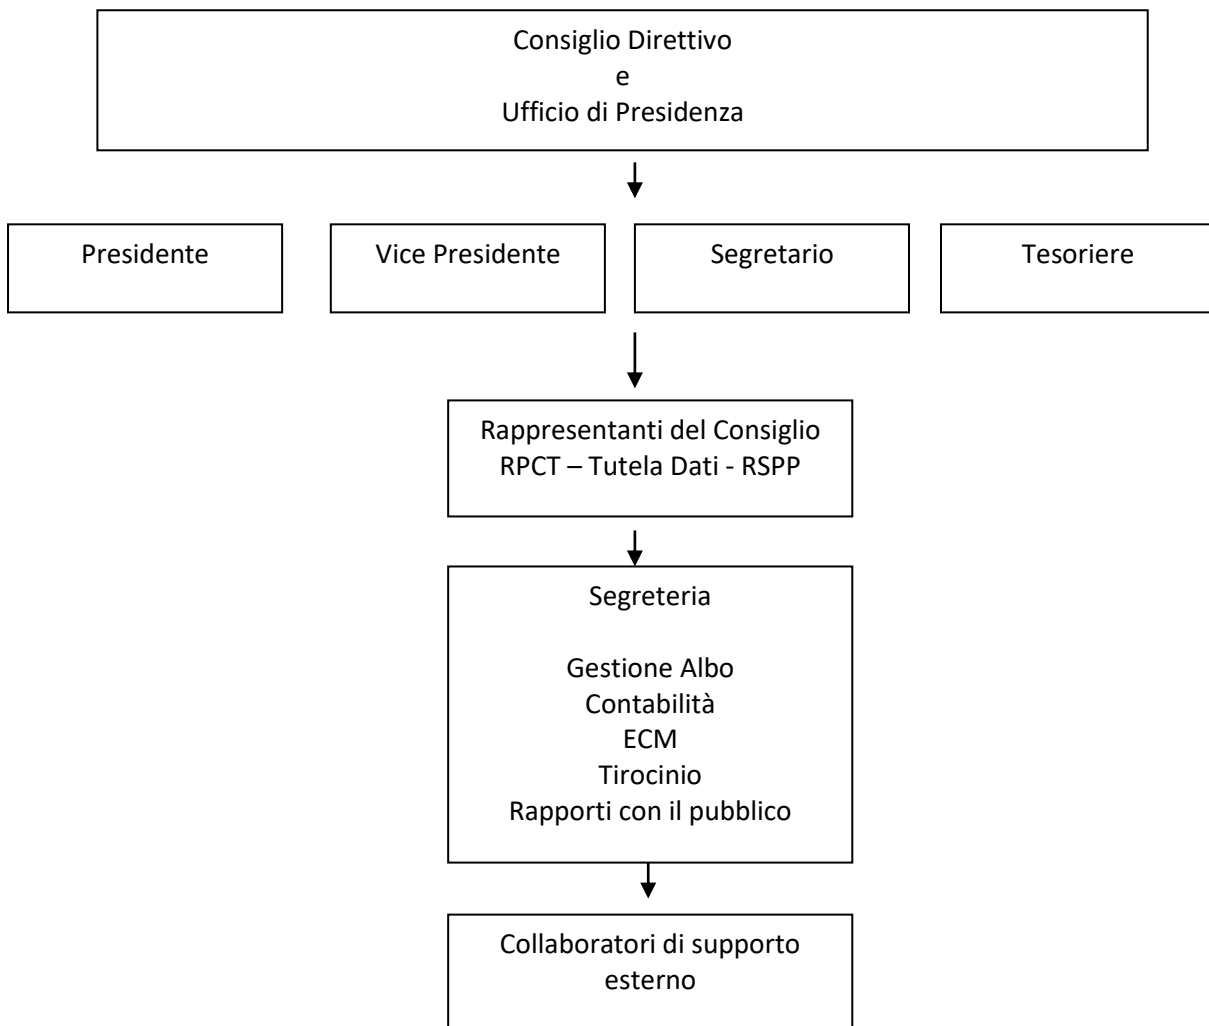 Consiglio Direttivo
e
Ufficio di Presidenza
Presidente
Vice Presidente
Segretario
Tesoriere
Rappresentanti del Consiglio
RPCT – Tutela Dati - RSPP
Segreteria
Gestione Albo
Contabilità
ECM
Tirocinio
Rapporti con il pubblico
Collaboratori di supporto
esterno